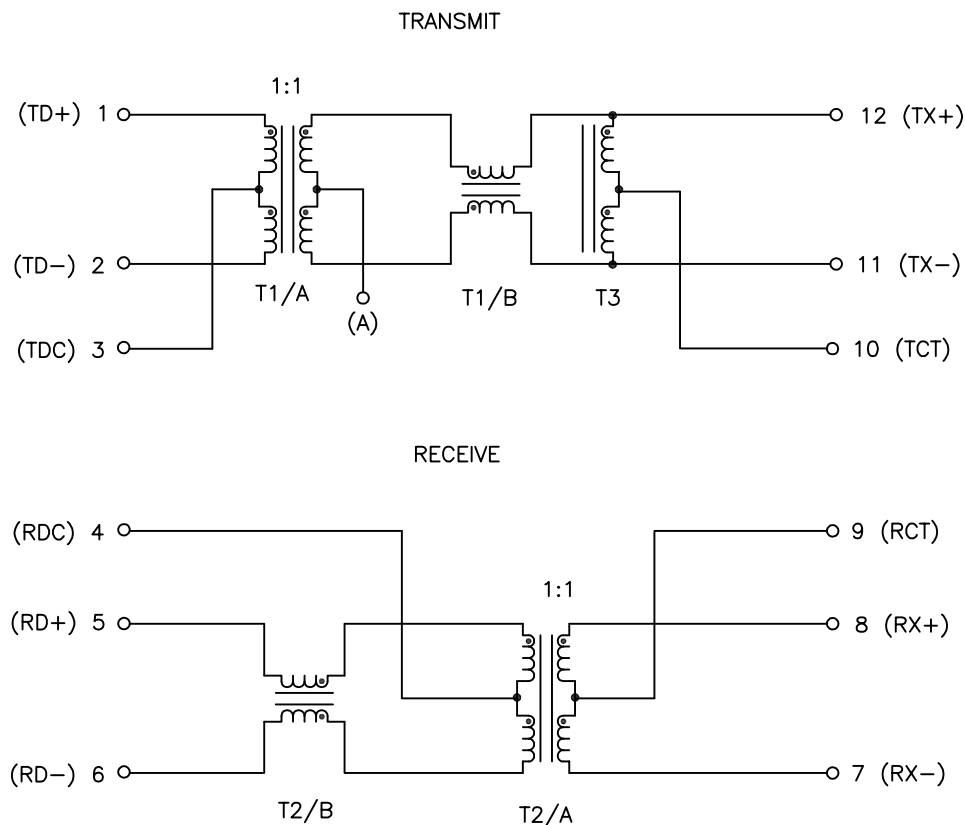 TRANSMIT
1:1
(TD+) 1
12 (TX+)
(TD-) 2
11 (TX-)
T1/A
T1/B
T3
(A)
(TDC) 3
10 (TCT)
RECEIVE
(RDC) 4
9 (RCT)
1:1
(RD+) 5
8 (RX+)
(RD-) 6
7 (RX-)
T2/B
T2/A